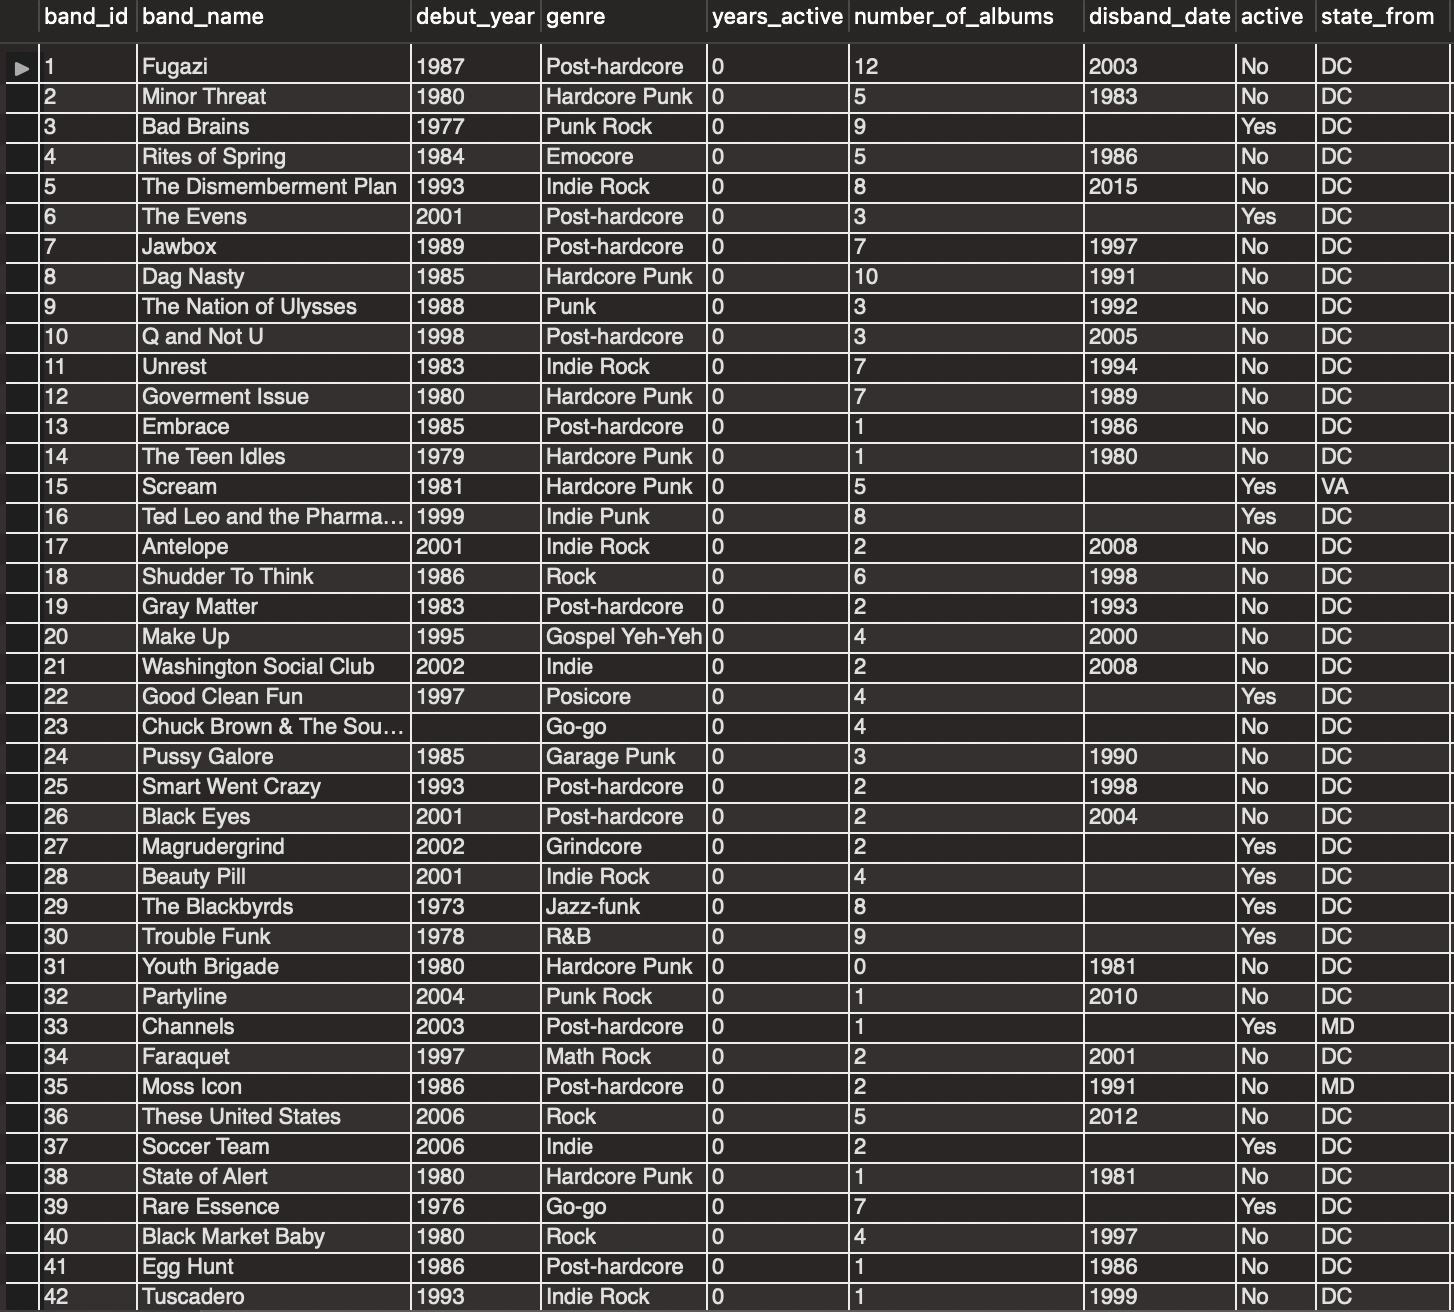 band_id band_name debut_year genre years_active number_of_albums disband_date active state_from
1 Fugazi 1987 Post-hardcore 0 12 2003 No DC
2 Minor Threat 1980 Hardcore Punk 0 5 1983 No DC
3 Bad Brains 1977 Punk Rock 0 9 Yes DC
4 Rites of Spring 1984 Emocore 0 5 1986 No DC
5 The Dismemberment Plan 1993 Indie Rock 0 8 2015 No DC
6 The Evens 2001 Post-hardcore 0 3 Yes DC
7 Jawbox 1989 Post-hardcore 0 7 1997 No DC
8 Dag Nasty 1985 Hardcore Punk 0 10 1991 No DC
9 The Nation of Ulysses 1988 Punk 0 3 1992 No DC
10 Q and Not U 1998 Post-hardcore 0 3 2005 No DC
11 Unrest 1983 Indie Rock 0 7 1994 No DC
12 Goverment Issue 1980 Hardcore Punk 0 7 1989 No DC
13 Embrace 1985 Post-hardcore 0 1 1986 No DC
14 The Teen Idles 1979 Hardcore Punk 0 1 1980 No DC
15 Scream 1981 Hardcore Punk 0 5 Yes VA
16 Ted Leo and the Pharma... 1999 Indie Punk 0 8 Yes DC
17 Antelope 2001 Indie Rock 0 2 2008 No DC
18 Shudder To Think 1986 Rock 0 6 1998 No DC
19 Gray Matter 1983 Post-hardcore 0 2 1993 No DC
20 Make Up 1995 Gospel Yeh-Yeh 0 4 2000 No DC
21 Washington Social Club 2002 Indie 0 2 2008 No DC
22 Good Clean Fun 1997 Posicore 0 4 Yes DC
23 Chuck Brown & The Sou... Go-go 0 4 No DC
24 Pussy Galore 1985 Garage Punk 0 3 1990 No DC
25 Smart Went Crazy 1993 Post-hardcore 0 2 1998 No DC
26 Black Eyes 2001 Post-hardcore 0 2 2004 No DC
27 Magrudergrind 2002 Grindcore 0 2 Yes DC
28 Beauty Pill 2001 Indie Rock 0 4 Yes DC
29 The Blackbyrds 1973 Jazz-funk 0 8 Yes DC
30 Trouble Funk 1978 R&B 0 9 Yes DC
31 Youth Brigade 1980 Hardcore Punk 0 0 1981 No DC
32 Partyline 2004 Punk Rock 0 1 2010 No DC
33 Channels 2003 Post-hardcore 0 1 Yes MD
34 Faraquet 1997 Math Rock 0 2 2001 No DC
35 Moss Icon 1986 Post-hardcore 0 2 1991 No MD
36 These United States 2006 Rock 0 5 2012 No DC
37 Soccer Team 2006 Indie 0 2 Yes DC
38 State of Alert 1980 Hardcore Punk 0 1 1981 No DC
39 Rare Essence 1976 Go-go 0 7 Yes DC
40 Black Market Baby 1980 Rock 0 4 1997 No DC
41 Egg Hunt 1986 Post-hardcore 0 1 1986 No DC
42 Tuscadero 1993 Indie Rock 0 1 1999 No DC